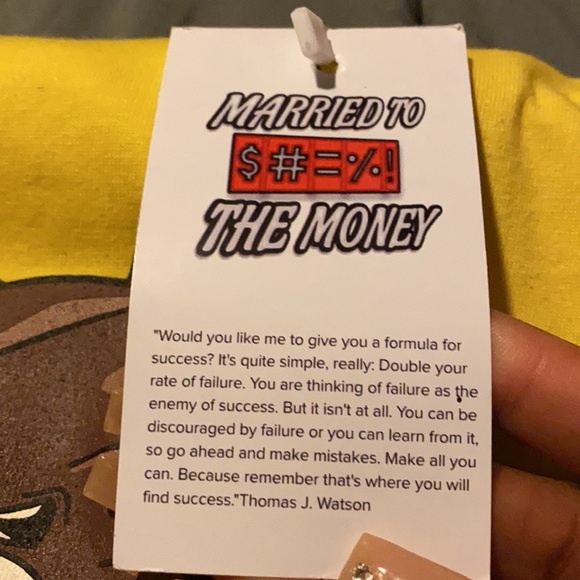 MARRIED TO
$#=%!
THE MONEY
"Would you like me to give you a formula for
success? It's quite simple, really: Double your
rate of failure. You are thinking of failure as the
enemy of success. But it isn't at all. You can be
discouraged by failure or you can learn from it,
so go ahead and make mistakes. Make all you
can. Because remember that's where you will
find success."Thomas J. Watson